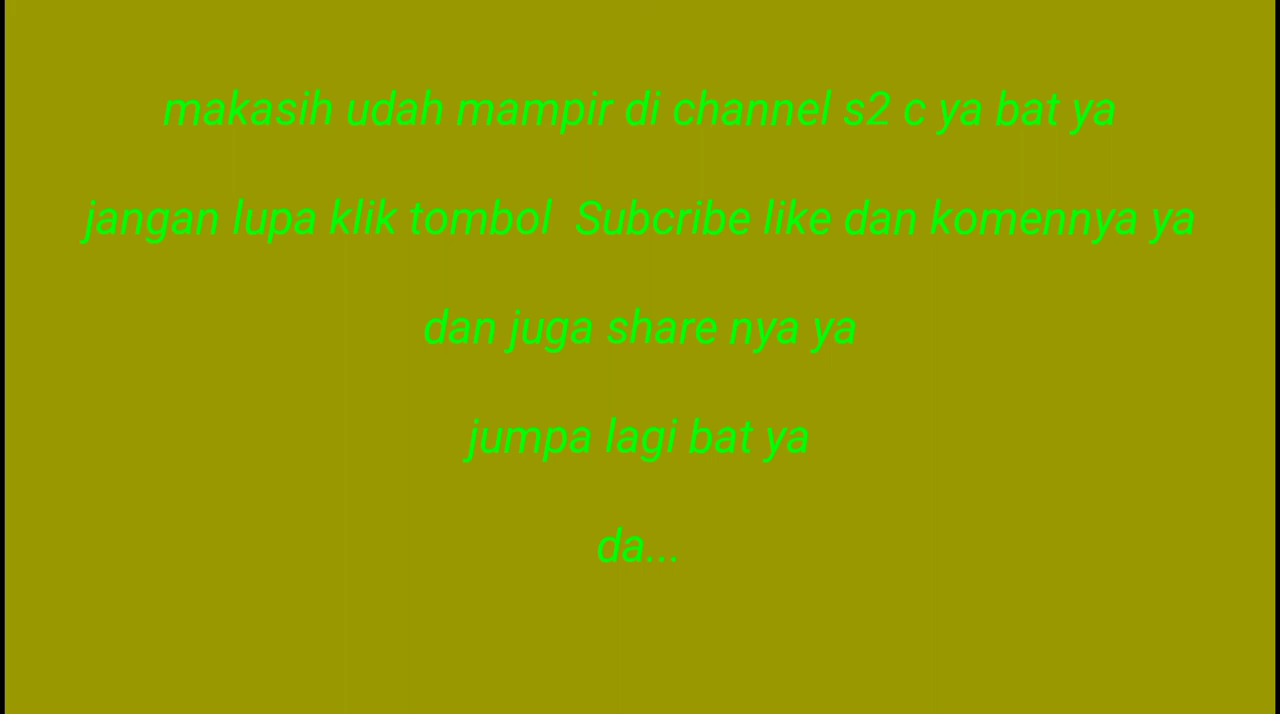 makasih udah mampir di channel s2 c ya bat ya
jangan lupa klik tombol  Subcribe like dan komennya ya
dan juga share nya ya
jumpa lagi bat ya
da...